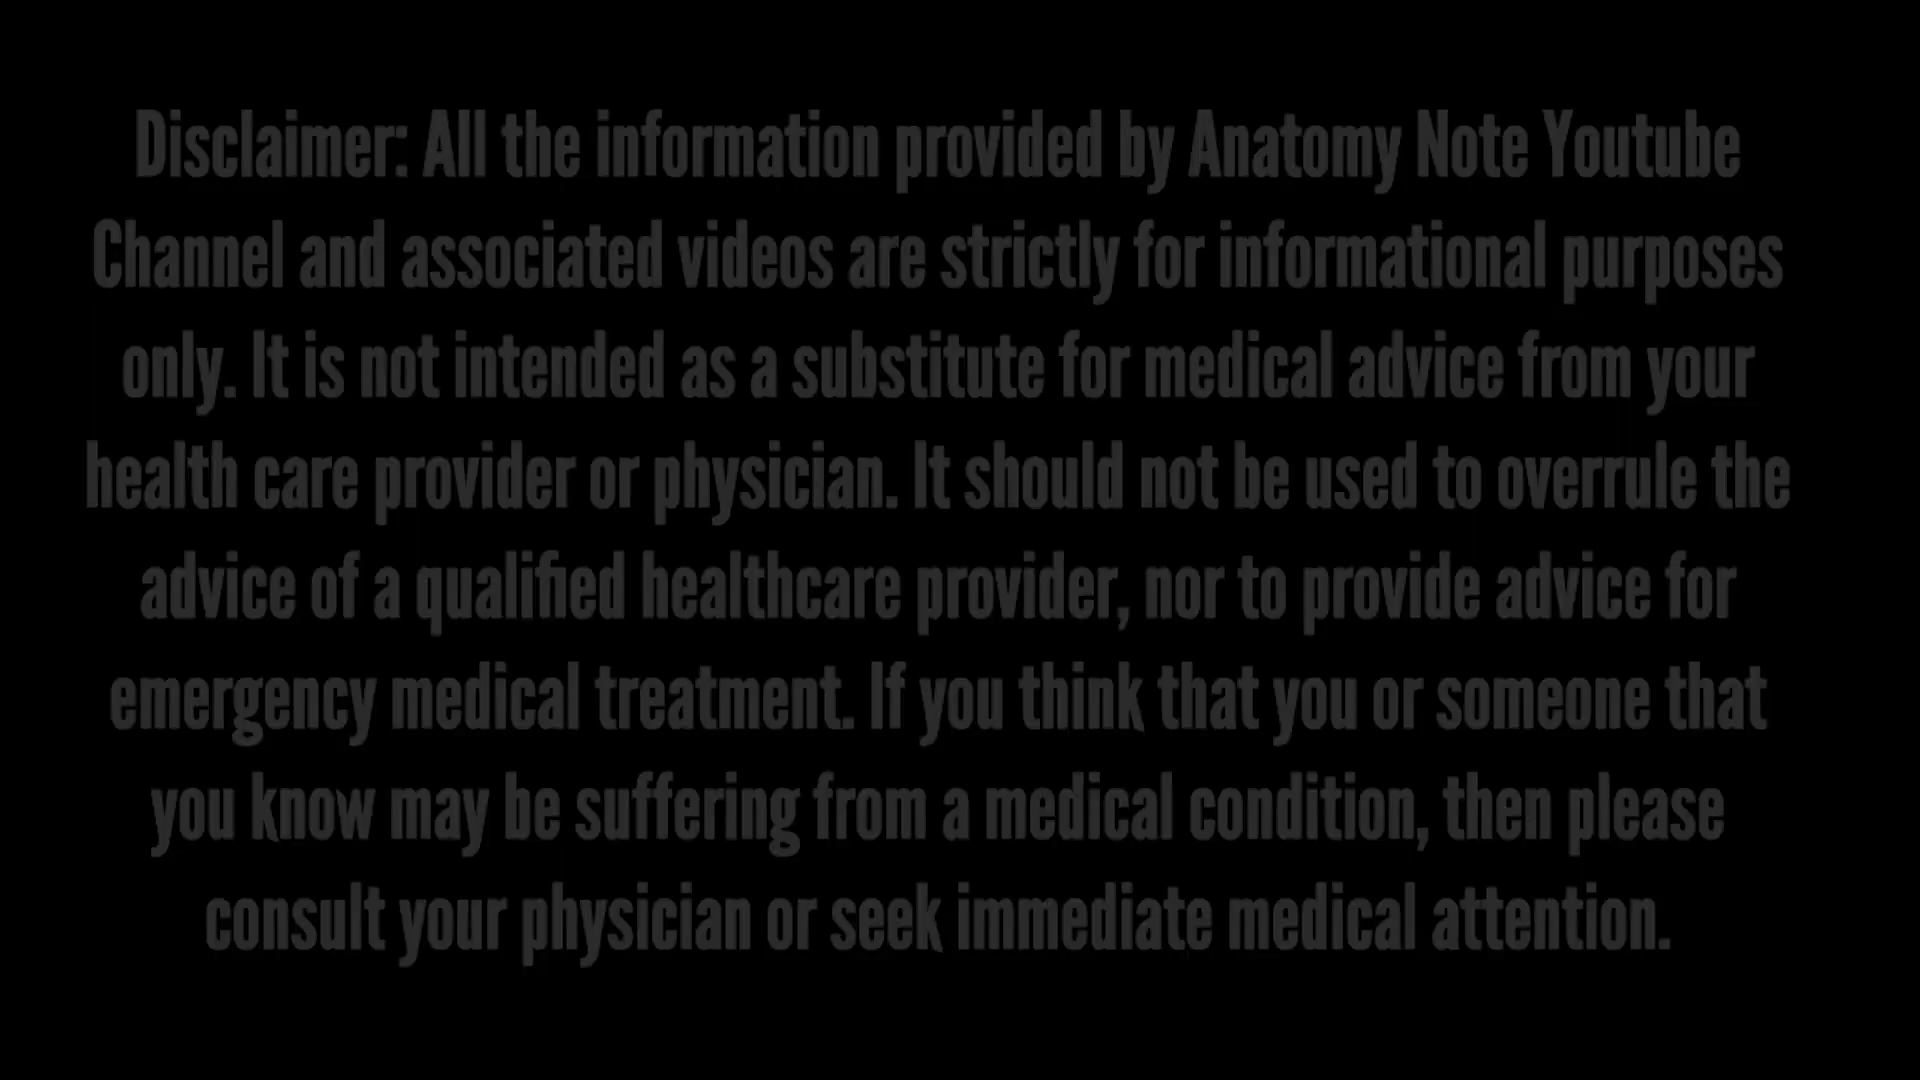 Disclaimer: All the information provided by Anatomy Note Youtube
Channel and associated videos are strictly for informational purposes
only. It is not intended as a substitute for medical advice from your
health care provider or physician. It should not be used to overrule the
advice of a qualified healthcare provider, nor to provide advice for
emergency medical treatment. If you think that you or someone that
you know may be suffering from a medical condition, then please
consult your physician or seek immediate medical attention.